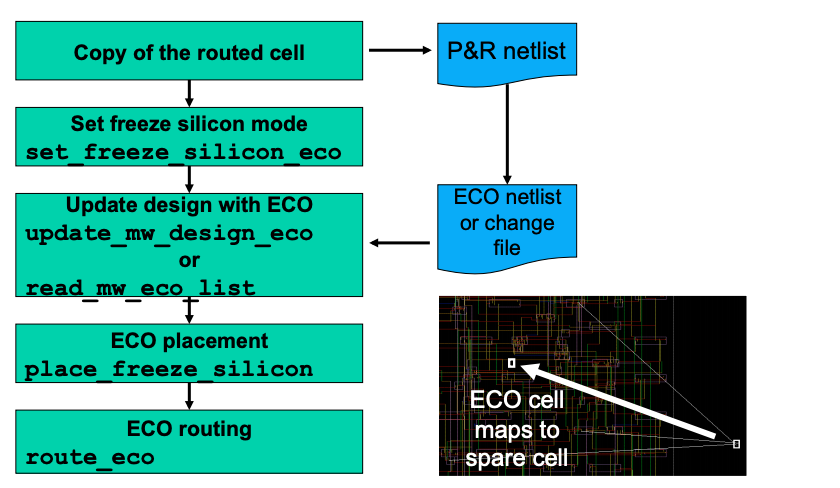 Copy of the routed cell
P&R netlist
Set freeze silicon mode
set_freeze_silicon_eco
Update design with ECO
update_mw_design_eco
or
read_mw_eco_list
ECO netlist
or change
file
ECO placement
place_freeze_silicon
ECO routing
route_eco
ECO cell
maps to
spare cell